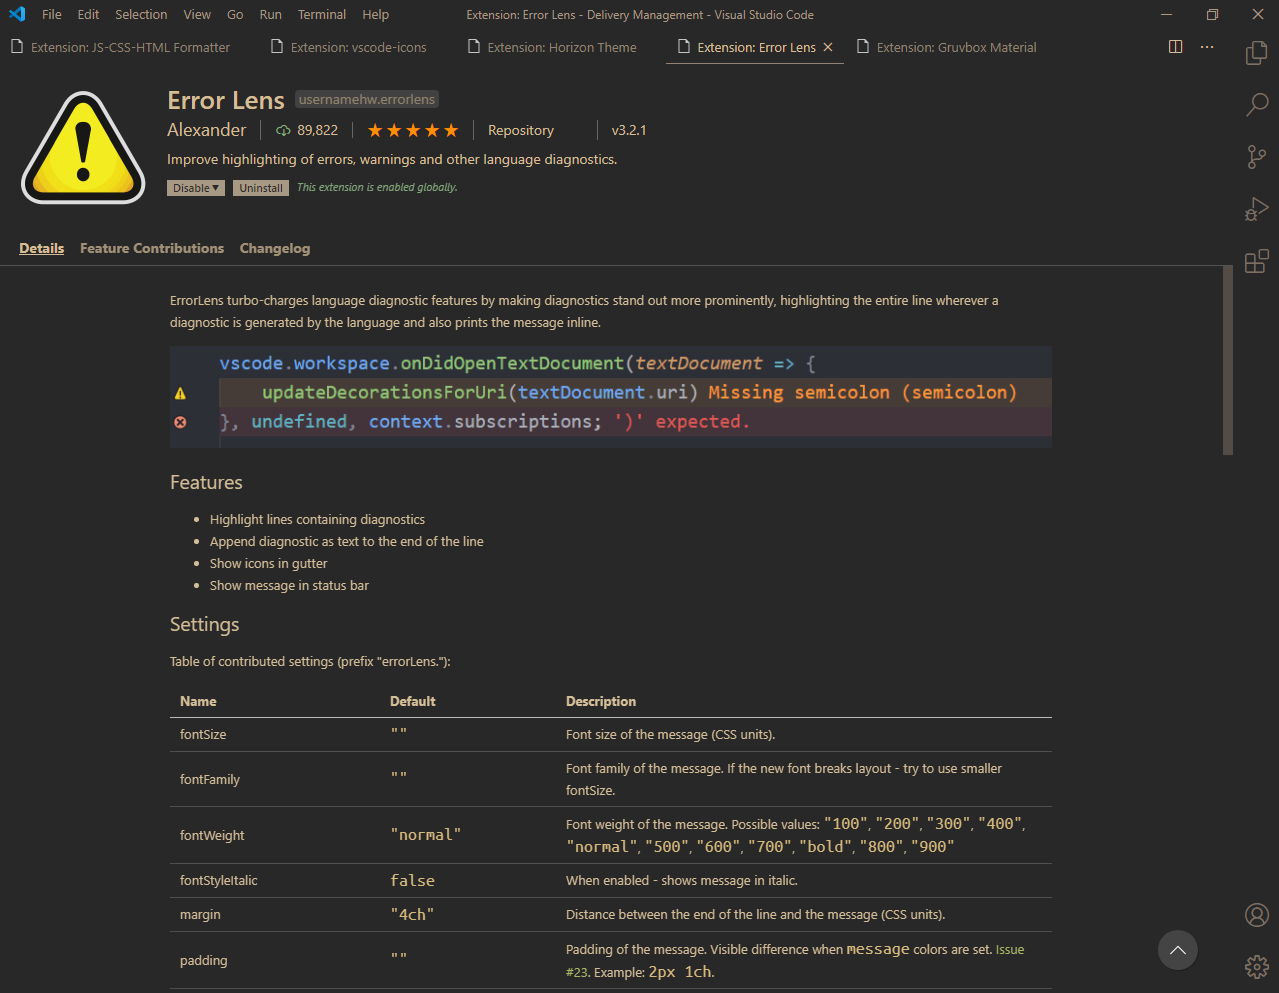 File Edit Selection View Go Run Terminal Help Extension: Error Lens - Delivery Management - Visual Studio Code
Extension: JS-CSS-HTML Formatter Extension: vscode-icons Extension: Horizon Theme Extension: Error Lens Extension: Gruvbox Material
Error Lens usernamehw.errorlens
Alexander 89,822 Repository v3.2.1
Improve highlighting of errors, warnings and other language diagnostics.
Disable Uninstall This extension is enabled globally.
Details Feature Contributions Changelog
ErrorLens turbo-charges language diagnostic features by making diagnostics stand out more prominently, highlighting the entire line wherever a
diagnostic is generated by the language and also prints the message inline.
vscode.workspace.onDidOpenTextDocument(textDocument => {
updateDecorationsForUri(textDocument.uri) Missing semicolon (semicolon)
}, undefined, context.subscriptions; ')' expected.
Features
• Highlight lines containing diagnostics
• Append diagnostic as text to the end of the line
• Show icons in gutter
• Show message in status bar
Settings
Table of contributed settings (prefix "errorLens."):
Name Default Description
fontSize "" Font size of the message (CSS units).
fontFamily "" Font family of the message. If the new font breaks layout - try to use smaller
fontSize.
fontWeight "normal" Font weight of the message. Possible values: "100", "200", "300", "400",
"normal", "500", "600", "700", "bold", "800", "900"
fontStyleItalic false When enabled - shows message in italic.
margin "4ch" Distance between the end of the line and the message (CSS units).
padding "" Padding of the message. Visible difference when message colors are set. Issue
#23. Example: 2px 1ch.